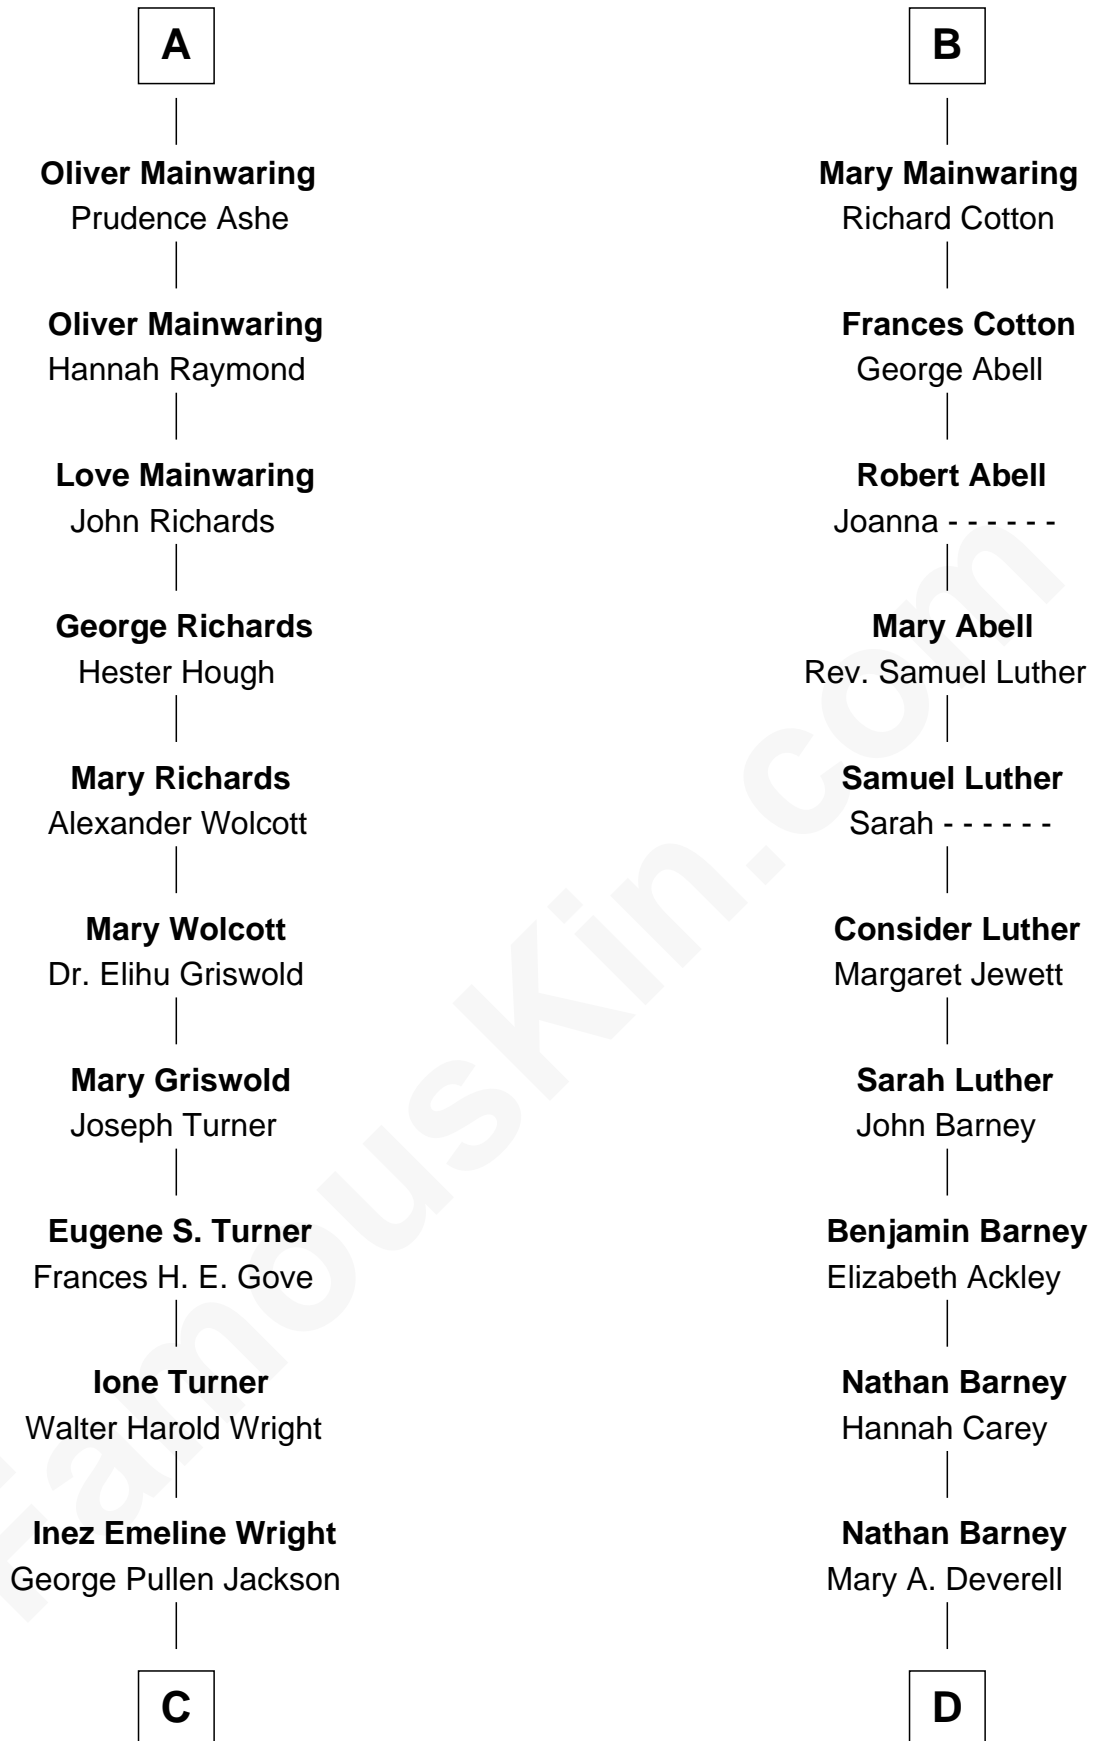 A
Oliver Mainwaring
Prudence Ashe
Oliver Mainwaring
Hannah Raymond
Love Mainwaring
John Richards
George Richards
Hester Hough
Mary Richards
Alexander Wolcott
Mary Wolcott
Dr. Elihu Griswold
Mary Griswold
Joseph Turner
Eugene S. Turner
Frances H. E. Gove
Ione Turner
Walter Harold Wright
Inez Emeline Wright
George Pullen Jackson
C
B
Mary Mainwaring
Richard Cotton
Frances Cotton
George Abell
Robert Abell
Joanna - - - - - -
Mary Abell
Rev. Samuel Luther
Samuel Luther
Sarah - - - - - -
Consider Luther
Margaret Jewett
Sarah Luther
John Barney
Benjamin Barney
Elizabeth Ackley
Nathan Barney
Hannah Carey
Nathan Barney
Mary A. Deverell
D
FamousKin.com